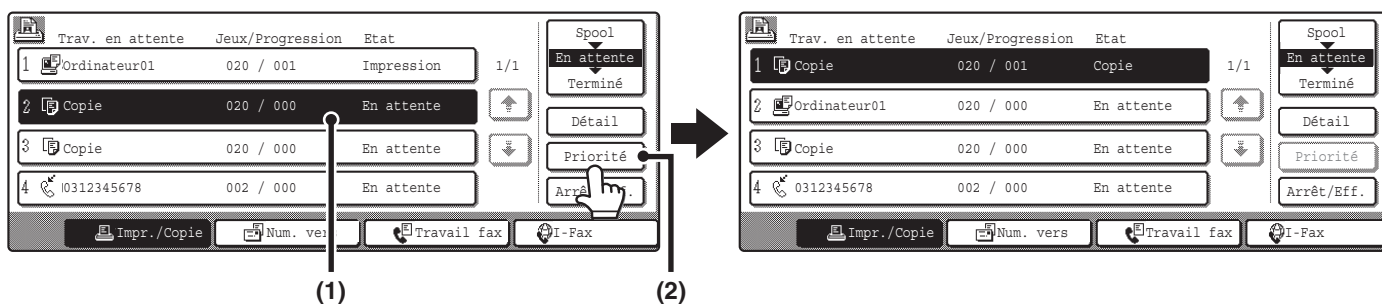 Trav. en attente Jeux/Progression Etat
1 Ordinateur01 020 / 001 Impression
2 Copie 020 / 000 En attente
3 Copie 020 / 000 En attente
4 0312345678 002 / 000 En attente
1/1
Spool
En attente
Terminé
Détail
Priorité
Arrêt/Eff.
Impr./Copie Num. vers Travail fax I-Fax
(1) (2)
Trav. en attente Jeux/Progression Etat
1 Copie 020 / 001 Copie
2 Ordinateur01 020 / 000 En attente
3 Copie 020 / 000 En attente
4 0312345678 002 / 000 En attente
1/1
Spool
En attente
Terminé
Détail
Priorité
Arrêt/Eff.
Impr./Copie Num. vers Travail fax I-Fax